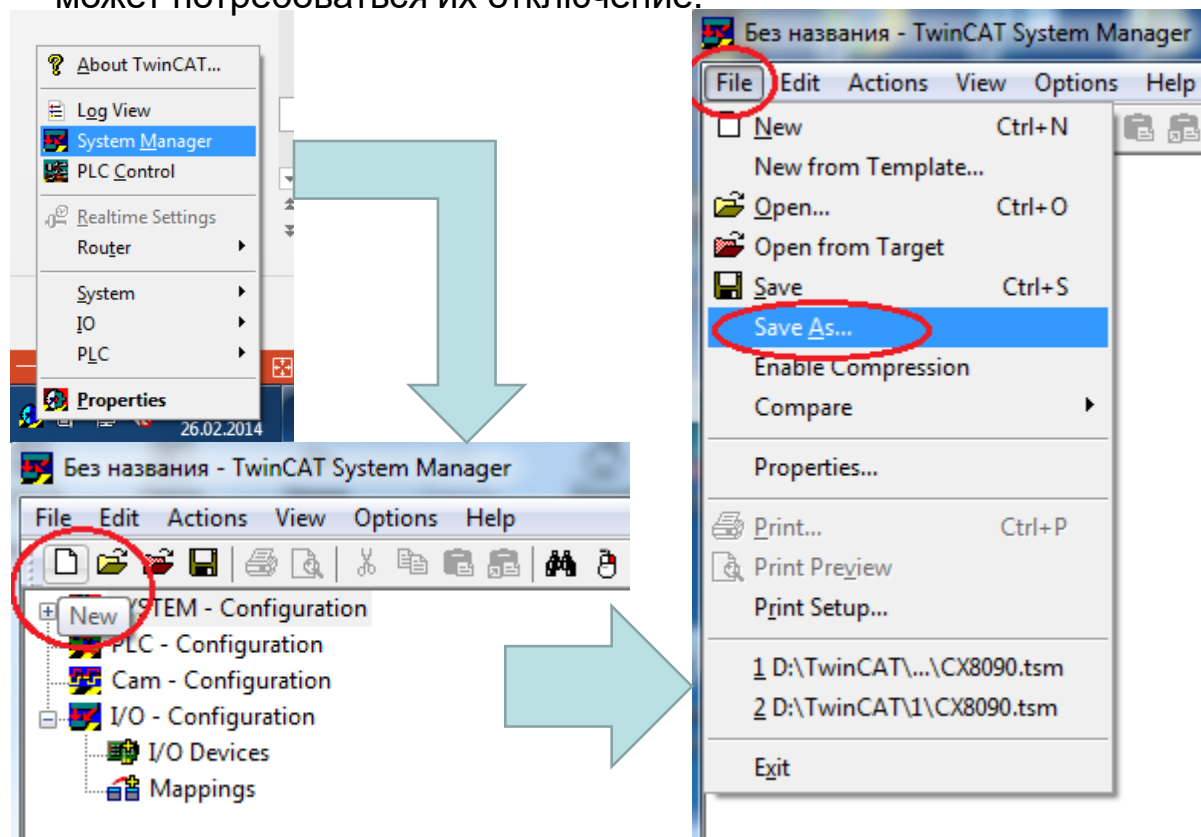 может потребоваться их отключение.
About TwinCAT...
Log View
System Manager
PLC Control
Realtime Settings
Router
System
IO
PLC
Properties
26.02.2014
Без названия - TwinCAT System Manager
File Edit Actions View Options Help
New
SYSTEM - Configuration
PLC - Configuration
Cam - Configuration
I/O - Configuration
I/O Devices
Mappings
Без названия - TwinCAT System Manager
File Edit Actions View Options Help
New Ctrl+N
New from Template...
Open... Ctrl+O
Open from Target
Save Ctrl+S
Save As...
Enable Compression
Compare
Properties...
Print... Ctrl+P
Print Preview
Print Setup...
1 D:\TwinCAT\...\CX8090.tsm
2 D:\TwinCAT\1\CX8090.tsm
Exit